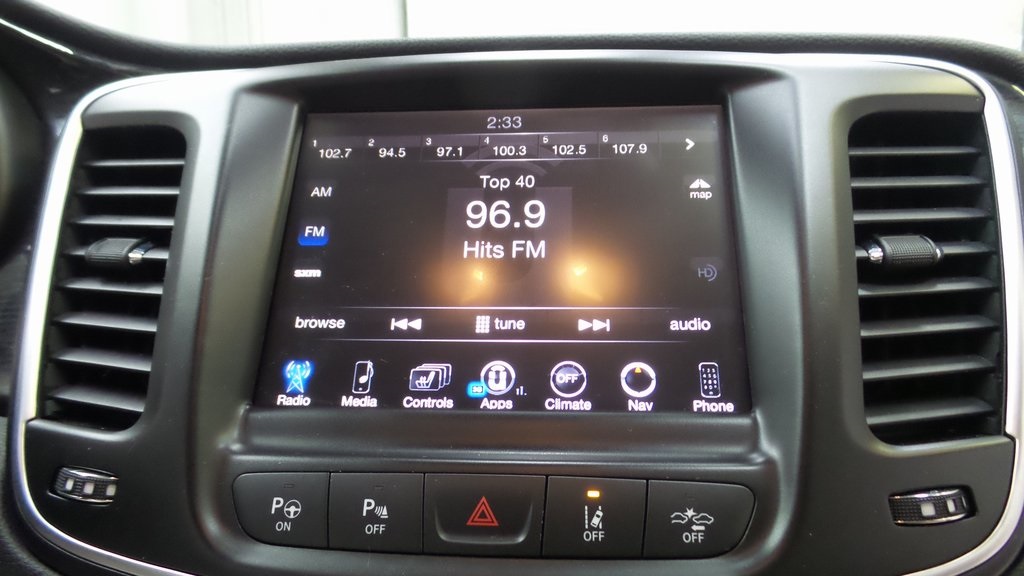 2:33
1 102.7 2 94.5 3 97.1 4 100.3 5 102.5 6 107.9
Top 40
AM
map
96.9
FM
Hits FM
sxm
HD
browse tune audio
OFF
3G
Radio Media Controls Apps Climate Nav Phone
P P
ON OFF OFF OFF